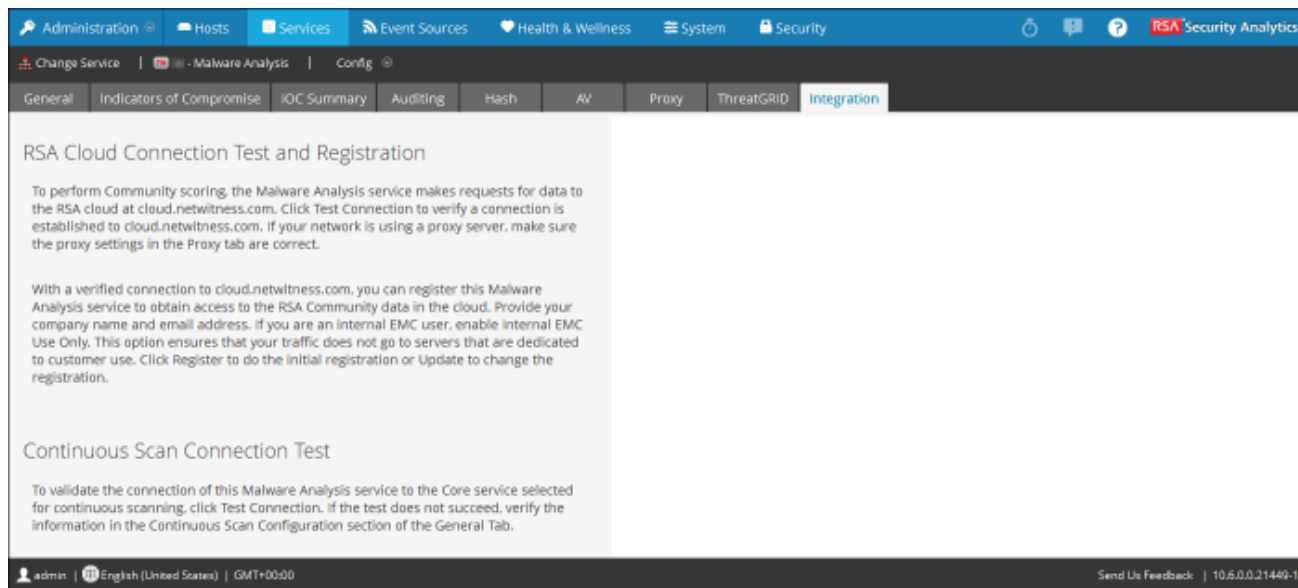 Administration Hosts Services Event Sources Health & Wellness System Security RSA Security Analytics
Change Service | - Malware Analysis | Config
General Indicators of Compromise IOC Summary Auditing Hash AV Proxy ThreatGRID Integration
RSA Cloud Connection Test and Registration
To perform Community scoring, the Malware Analysis service makes requests for data to
the RSA cloud at cloud.netwitness.com. Click Test Connection to verify a connection is
established to cloud.netwitness.com. If your network is using a proxy server, make sure
the proxy settings in the Proxy tab are correct.
With a verified connection to cloud.netwitness.com, you can register this Malware
Analysis service to obtain access to the RSA Community data in the cloud. Provide your
company name and email address. If you are an internal EMC user, enable Internal EMC
Use Only. This option ensures that your traffic does not go to servers that are dedicated
to customer use. Click Register to do the initial registration or Update to change the
registration.
Continuous Scan Connection Test
To validate the connection of this Malware Analysis service to the Core service selected
for continuous scanning, click Test Connection. If the test does not succeed, verify the
information in the Continuous Scan Configuration section of the General Tab.
admin | English (United States) | GMT+00:00 Send Us Feedback | 10.6.0.0.21449-1